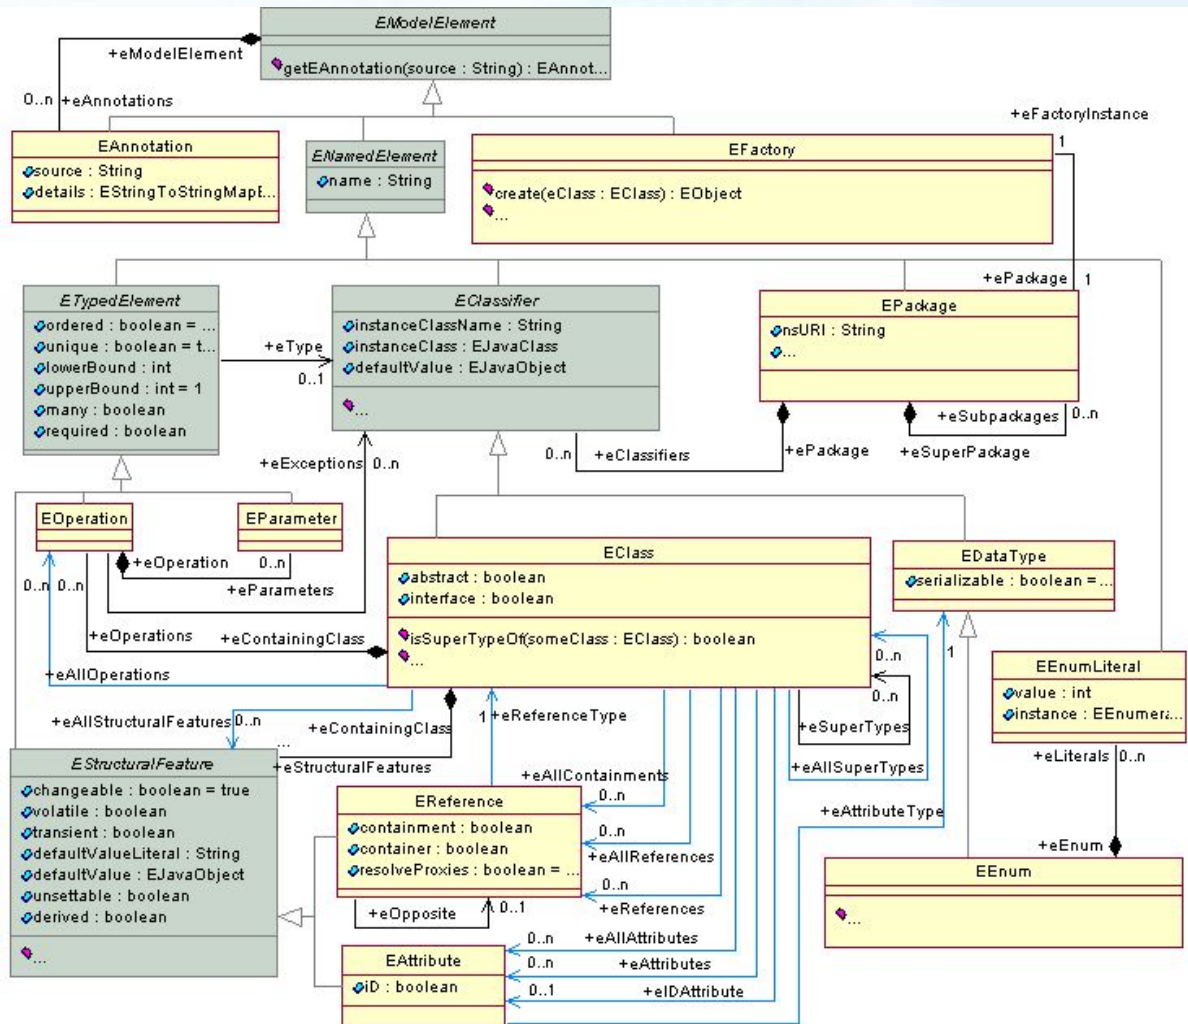 EModelElement
getEAnnotation(source : String) : EAnnot...
+eModelElement
0..n +eAnnotations
+eFactoryInstance
1
EAnnotation
source : String
details : EStringToStringMapE...
ENamedElement
name : String
EFactory
create(eClass : EClass) : EObject
...
+ePackage 1
ETypedElement
ordered : boolean = ...
unique : boolean = t...
lowerBound : int
upperBound : int = 1
many : boolean
required : boolean
+eType
0..1
EClassifier
instanceClassName : String
instanceClass : EJavaClass
defaultValue : EJavaObject
...
EPackage
nsURI : String
...
+eSubpackages 0..n
+eSuperPackage
+ePackage
0..n +eClassifiers
+eExceptions 0..n
EOperation
EParameter
+eOperation 0..n
+eParameters
0..n 0..n
+eOperations +eContainingClass
+eAllOperations
EClass
abstract : boolean
interface : boolean
isSuperTypeOf(someClass : EClass) : boolean
...
EDataType
serializable : boolean = ...
1
0..n
0..n
+eSuperTypes
+eAllSuperTypes
EEnumLiteral
value : int
instance : EEnumera...
+eLiterals 0..n
+eEnum
EEnum
...
+eAttributeType
+eAllStructuralFeatures 0..n
+eContainingClass
...
+eStructuralFeatures
1 +eReferenceType
+eAllContainments
0..n
EStructuralFeature
changeable : boolean = true
volatile : boolean
transient : boolean
defaultValueLiteral : String
defaultValue : EJavaObject
unsettable : boolean
derived : boolean
...
EReference
containment : boolean
container : boolean
resolveProxies : boolean = ...
0..n
+eAllReferences
0..n
+eReferences
+eOpposite 0..1
EAttribute
iD : boolean
0..n +eAllAttributes
0..n +eAttributes
0..1 +eIDAttribute